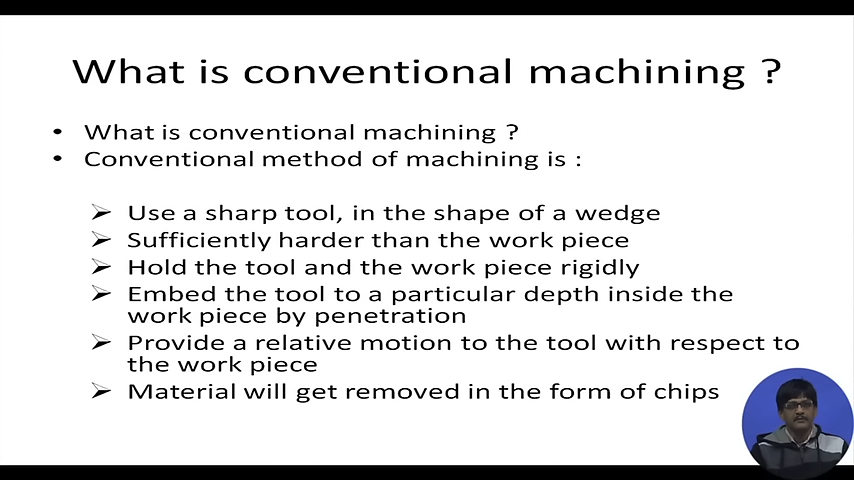 What is conventional machining ?
• What is conventional machining ?
• Conventional method of machining is :
➢ Use a sharp tool, in the shape of a wedge
➢ Sufficiently harder than the work piece
➢ Hold the tool and the work piece rigidly
➢ Embed the tool to a particular depth inside the
work piece by penetration
➢ Provide a relative motion to the tool with respect to
the work piece
➢ Material will get removed in the form of chips